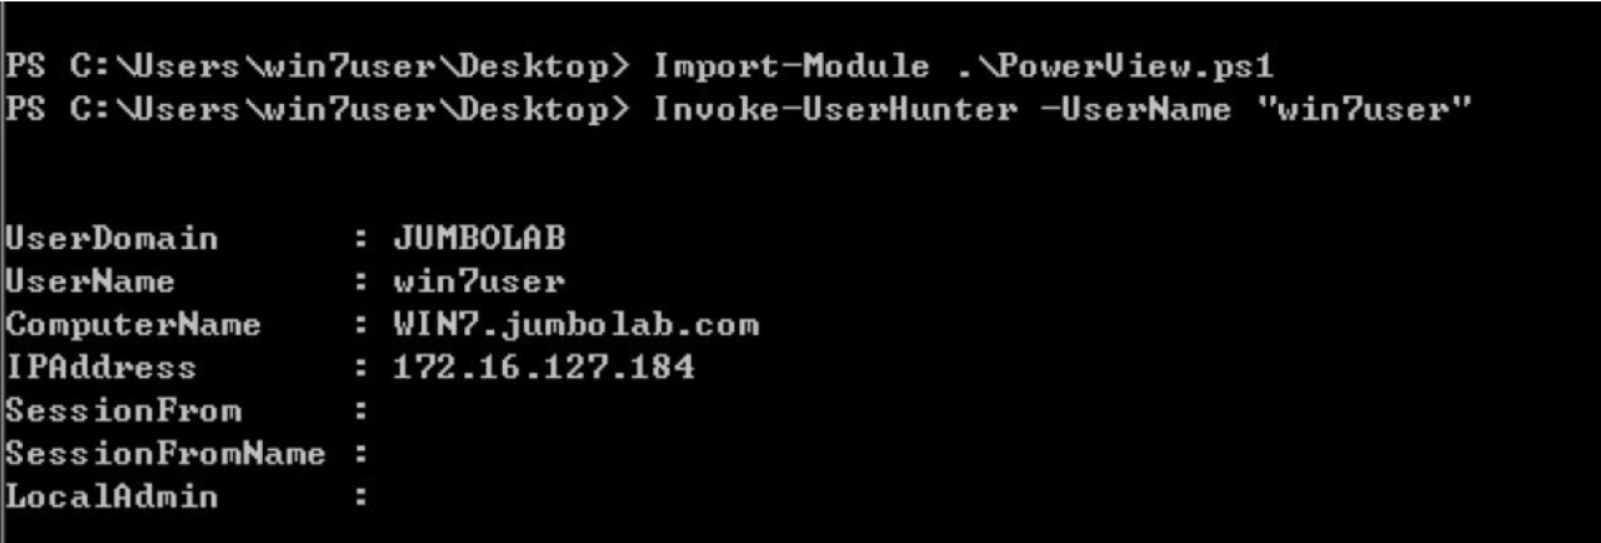 PS C:\Users\win7user\Desktop> Import-Module .\PowerView.ps1
PS C:\Users\win7user\Desktop> Invoke-UserHunter -UserName "win7user"
UserDomain : JUMBOLAB
UserName : win7user
ComputerName : WIN7.jumbolab.com
IPAddress : 172.16.127.184
SessionFrom :
SessionFromName :
LocalAdmin :